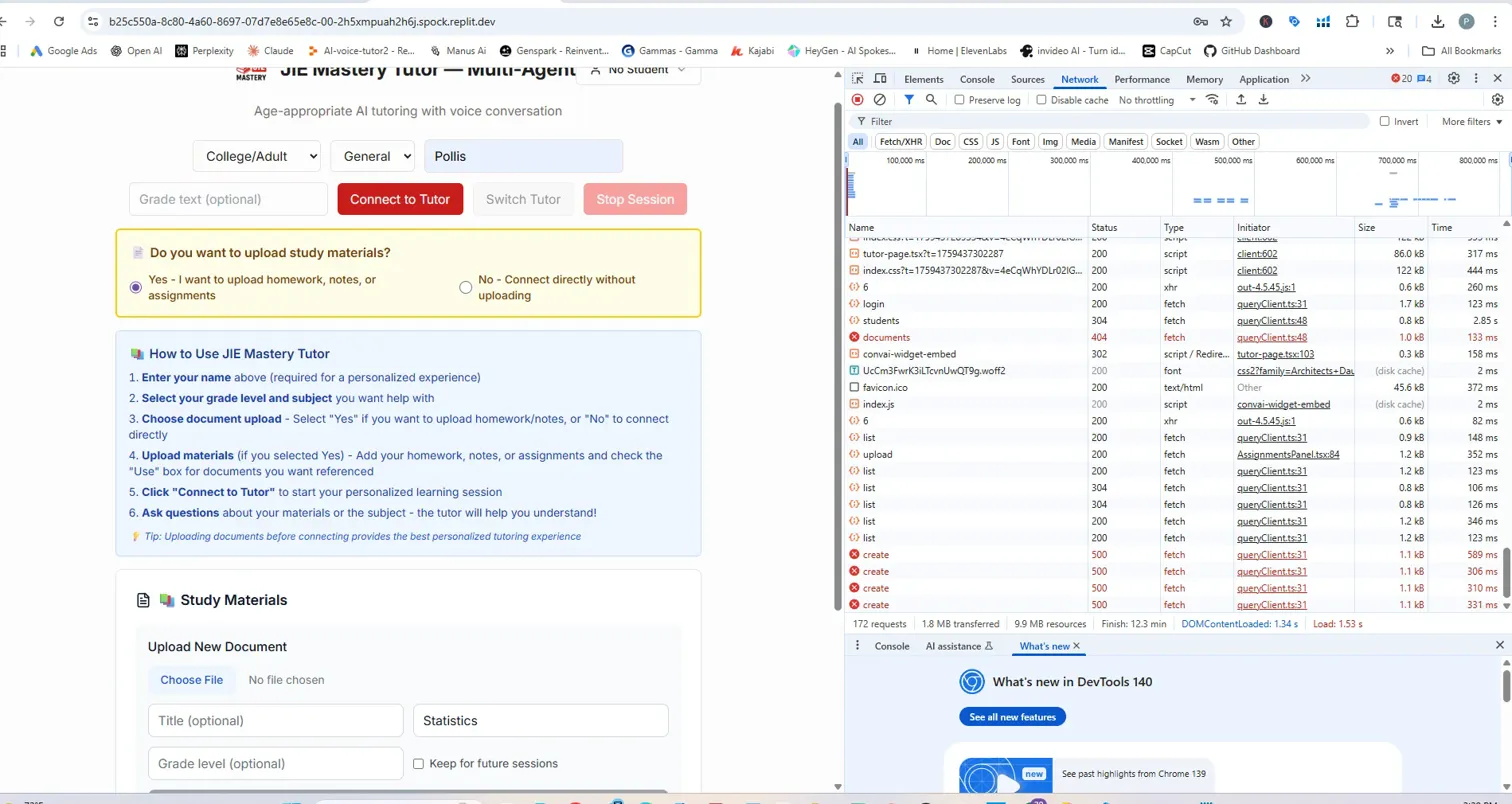 b25c550a-8c80-4a60-8697-07d7e8e65e8c-00-2h5xmpuah2h6j.spock.replit.dev
Google Ads Open AI Perplexity Claude AI-voice-tutor2 - Re... Manus Ai Genspark - Reinvent... Gammas - Gamma Kajabi HeyGen - AI Spokes... Home | ElevenLabs invideo AI - Turn id... CapCut GitHub Dashboard » All Bookmarks
MASTERY JIE Mastery Tutor — Multi-Agent No Student
Age-appropriate AI tutoring with voice conversation
College/Adult General Pollis
Grade text (optional) Connect to Tutor Switch Tutor Stop Session
Do you want to upload study materials?
Yes - I want to upload homework, notes, or
assignments
No - Connect directly without
uploading
How to Use JIE Mastery Tutor
1. Enter your name above (required for a personalized experience)
2. Select your grade level and subject you want help with
3. Choose document upload - Select "Yes" if you want to upload homework/notes, or "No" to connect
directly
4. Upload materials (if you selected Yes) - Add your homework, notes, or assignments and check the
"Use" box for documents you want referenced
5. Click "Connect to Tutor" to start your personalized learning session
6. Ask questions about your materials or the subject - the tutor will help you understand!
Tip: Uploading documents before connecting provides the best personalized tutoring experience
Study Materials
Upload New Document
Choose File No file chosen
Title (optional) Statistics
Grade level (optional) Keep for future sessions
Elements Console Sources Network Performance Memory Application » 20 4
Preserve log Disable cache No throttling
Filter Invert More filters
All Fetch/XHR Doc CSS JS Font Img Media Manifest Socket Wasm Other
100,000 ms 200,000 ms 300,000 ms 400,000 ms 500,000 ms 600,000 ms 700,000 ms 800,000 ms
Name Status Type Initiator Size Time
tutor-page.tsx?t=1759437302287 200 script client:602 86.0 kB 317 ms
index.css?t=1759437302287&v=4eCqWhYDLr02lG... 200 script client:602 122 kB 444 ms
6 200 xhr out-4.5.45.js:1 0.6 kB 260 ms
login 200 fetch queryClient.ts:31 1.7 kB 123 ms
students 304 fetch queryClient.ts:48 0.8 kB 2.85 s
documents 404 fetch queryClient.ts:48 1.0 kB 133 ms
convai-widget-embed 302 script / Redire... tutor-page.tsx:103 0.3 kB 158 ms
UcCm3FwrK3iLTcvnUwQT9g.woff2 200 font css2?family=Architects+Dau (disk cache) 2 ms
favicon.ico 200 text/html Other 45.6 kB 372 ms
index.js 200 script convai-widget-embed (disk cache) 2 ms
6 200 xhr out-4.5.45.js:1 0.6 kB 82 ms
list 200 fetch queryClient.ts:31 0.9 kB 148 ms
upload 200 fetch AssignmentsPanel.tsx:84 1.2 kB 352 ms
list 200 fetch queryClient.ts:31 1.2 kB 123 ms
list 304 fetch queryClient.ts:31 0.8 kB 106 ms
list 304 fetch queryClient.ts:31 0.8 kB 126 ms
list 200 fetch queryClient.ts:31 1.2 kB 346 ms
list 200 fetch queryClient.ts:31 1.2 kB 123 ms
create 500 fetch queryClient.ts:31 1.1 kB 589 ms
create 500 fetch queryClient.ts:31 1.1 kB 306 ms
create 500 fetch queryClient.ts:31 1.1 kB 310 ms
create 500 fetch queryClient.ts:31 1.1 kB 331 ms
172 requests 1.8 MB transferred 9.9 MB resources Finish: 12.3 min DOMContentLoaded: 1.34 s Load: 1.53 s
Console AI assistance What's new
What's new in DevTools 140
See all new features
new See past highlights from Chrome 139